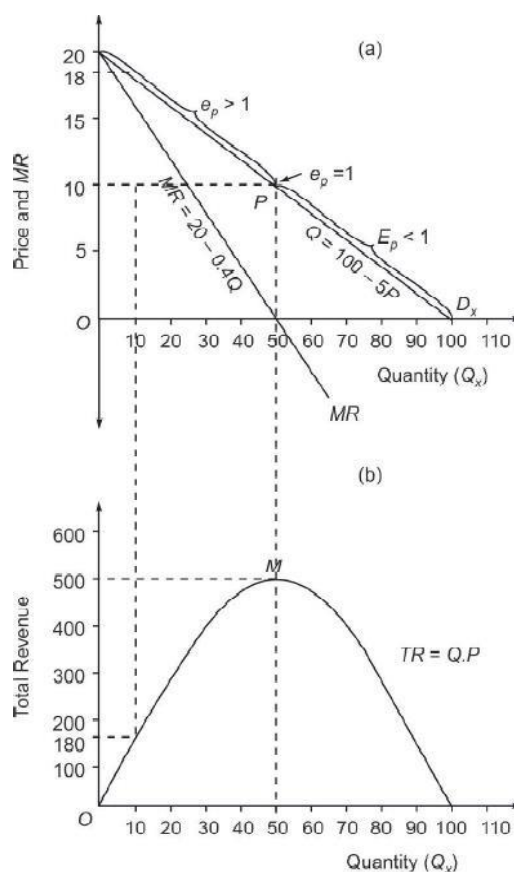 (a)
20
18
15
10
5
O
Price and MR
e_p > 1
e_p =1
E_p < 1
P
MR = 20 – 0.4Q
Q = 100 – 5P
D_x
10 20 30 40 50 60 70 80 90 100 110
Quantity (Q_x)
MR
(b)
600
500
400
300
200
180
100
O
Total Revenue
M
TR = Q.P
10 20 30 40 50 60 70 80 90 100 110
Quantity (Q_x)